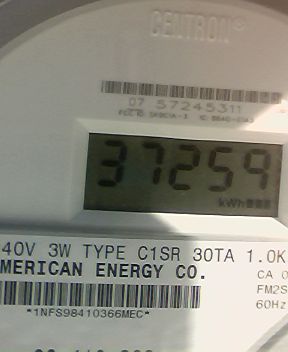 CENTRON®
07 57245311
37259
kWh
40V 3W TYPE C1SR 30TA 1.0K
MERICAN ENERGY CO.
CA 0
FM2S
60Hz
*1NFS98410366MEC*